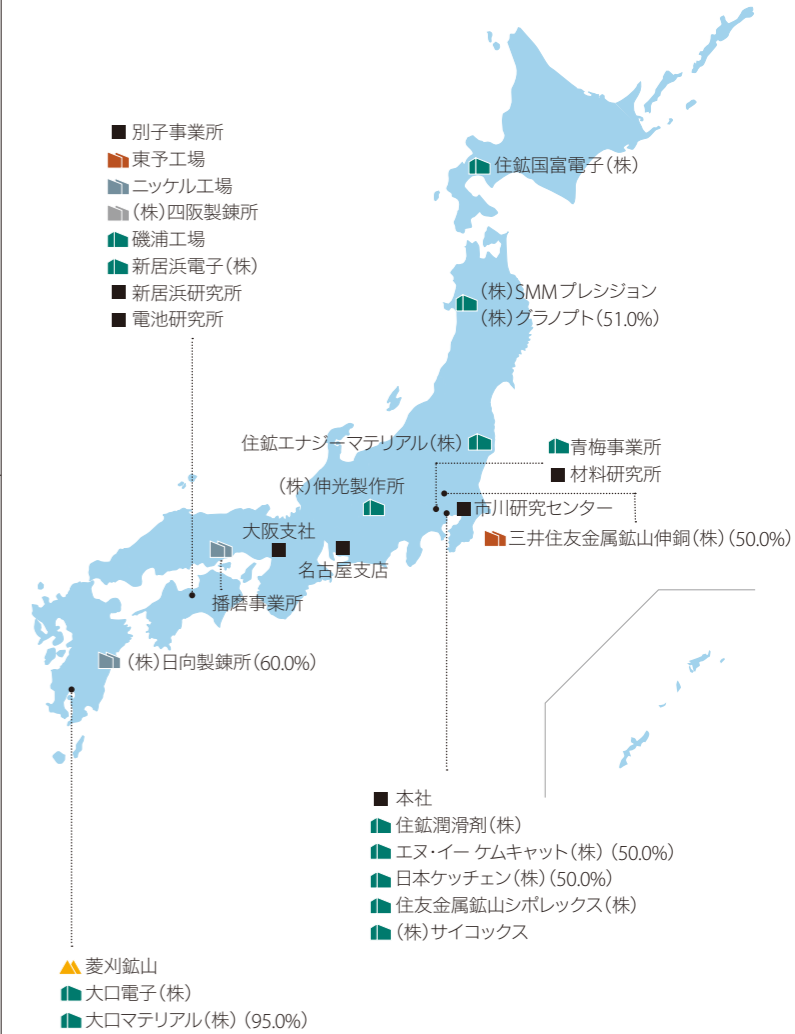 別子事業所
東予工場
ニッケル工場
(株)四阪製錬所
磯浦工場
新居浜電子(株)
新居浜研究所
電池研究所
住鉱国富電子(株)
(株)SMMプレシジョン
(株)グラノプト(51.0%)
住鉱エナジーマテリアル(株)
青梅事業所
材料研究所
(株)伸光製作所
市川研究センター
大阪支社
三井住友金属鉱山伸銅(株)(50.0%)
名古屋支店
播磨事業所
(株)日向製錬所(60.0%)
本社
住鉱潤滑剤(株)
エヌ・イー ケムキャット(株) (50.0%)
日本ケッチェン(株)(50.0%)
住友金属鉱山シポレックス(株)
(株)サイコックス
菱刈鉱山
大口電子(株)
大口マテリアル(株) (95.0%)